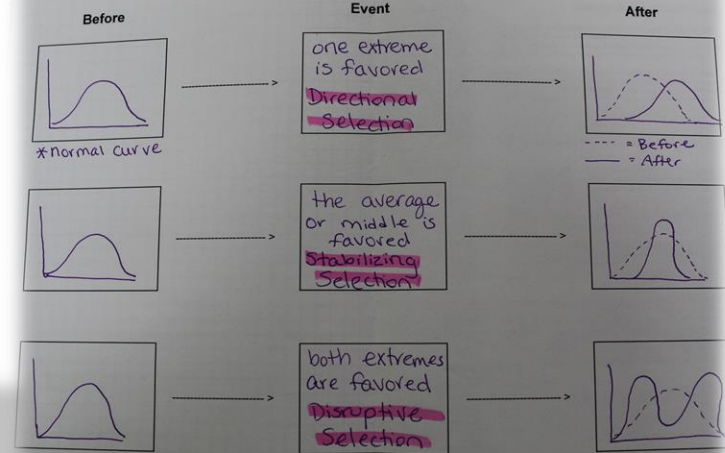 Before
Event
After
one extreme
is favored
Directional
Selection
*normal curve
---- = Before
— = After
the average
or middle is
favored
Stabilizing
Selection
both extremes
are favored
Disruptive
Selection